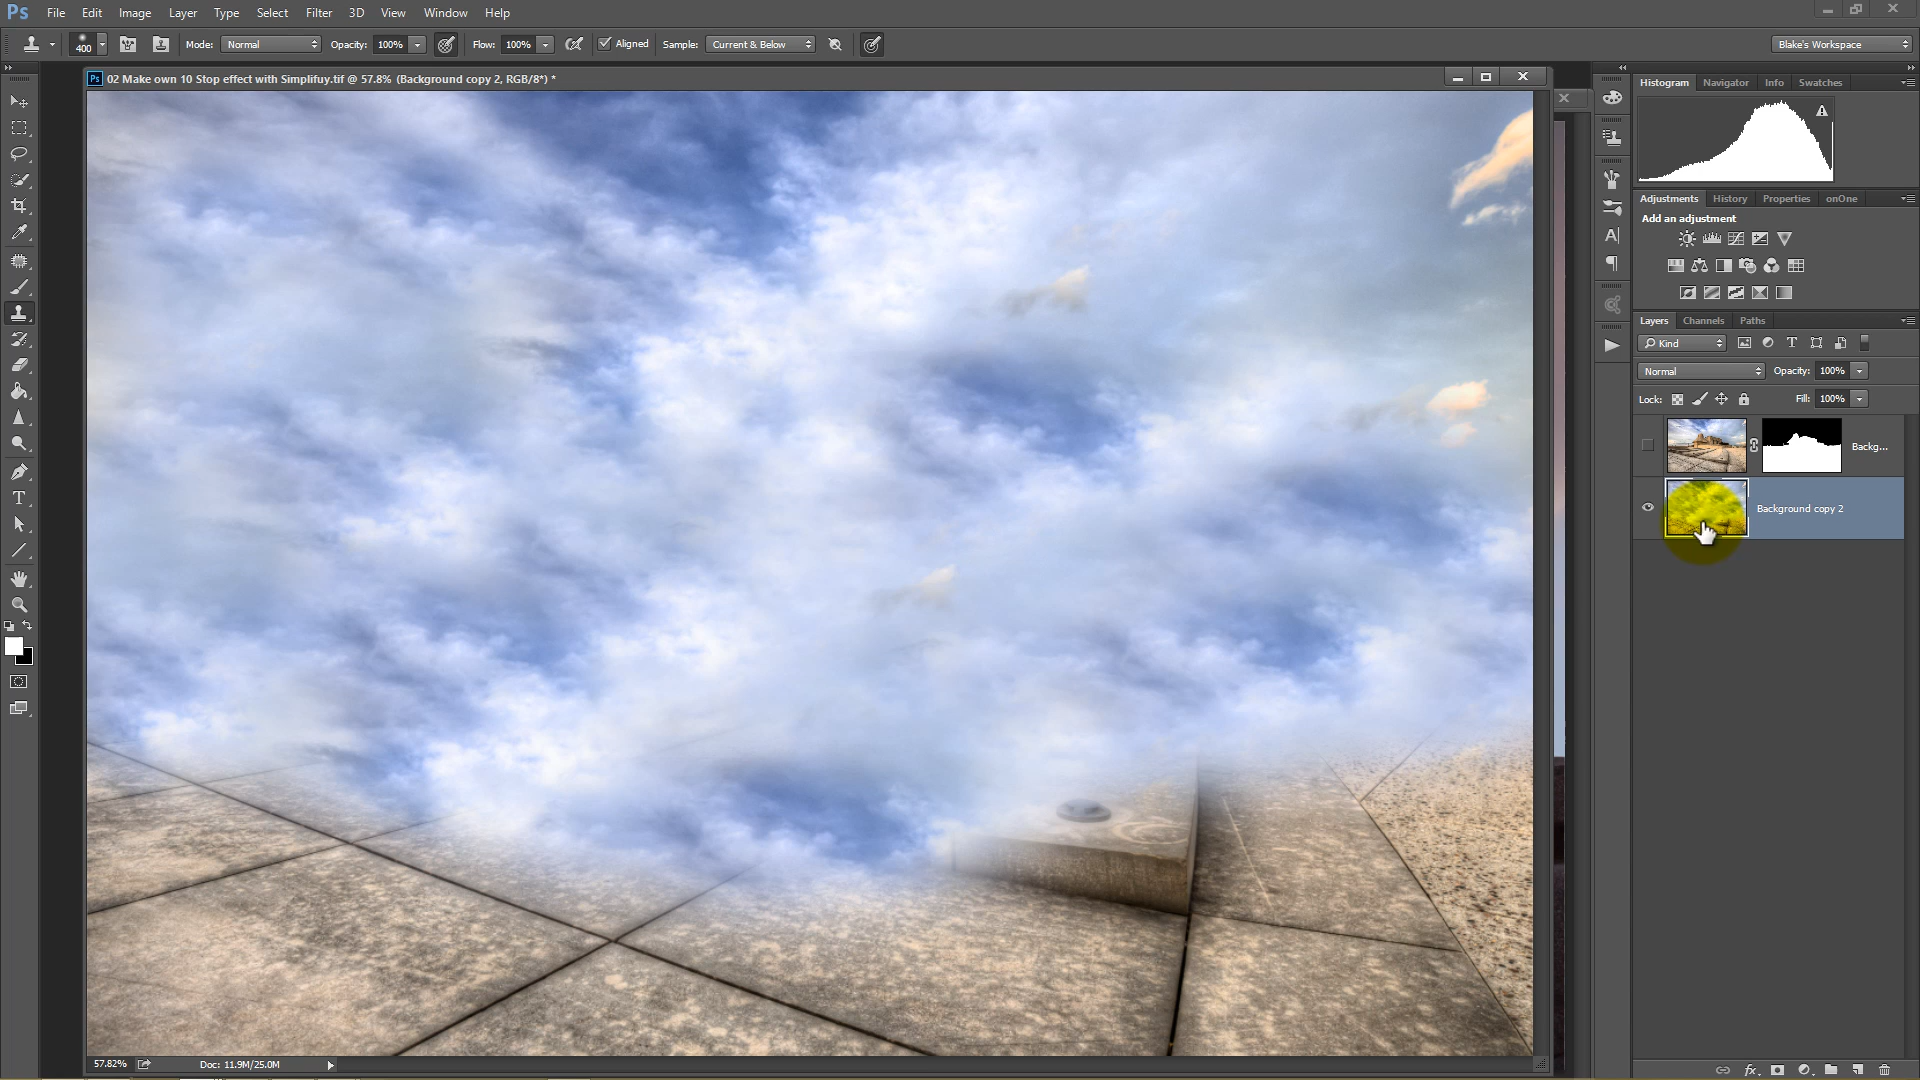 Ps File Edit Image Layer Type Select Filter 3D View Window Help
400 Mode: Normal Opacity: 100% Flow: 100% Aligned Sample: Current & Below Blake's Workspace
Ps 02 Make own 10 Stop effect with Simplifuy.tif @ 57.8% (Background copy 2, RGB/8*) *
Histogram Navigator Info Swatches
Adjustments History Properties onOne
Add an adjustment
Layers Channels Paths
Kind
Normal Opacity: 100%
Lock: Fill: 100%
Backg...
Background copy 2
57.82% Doc: 11.9M/25.0M
fx